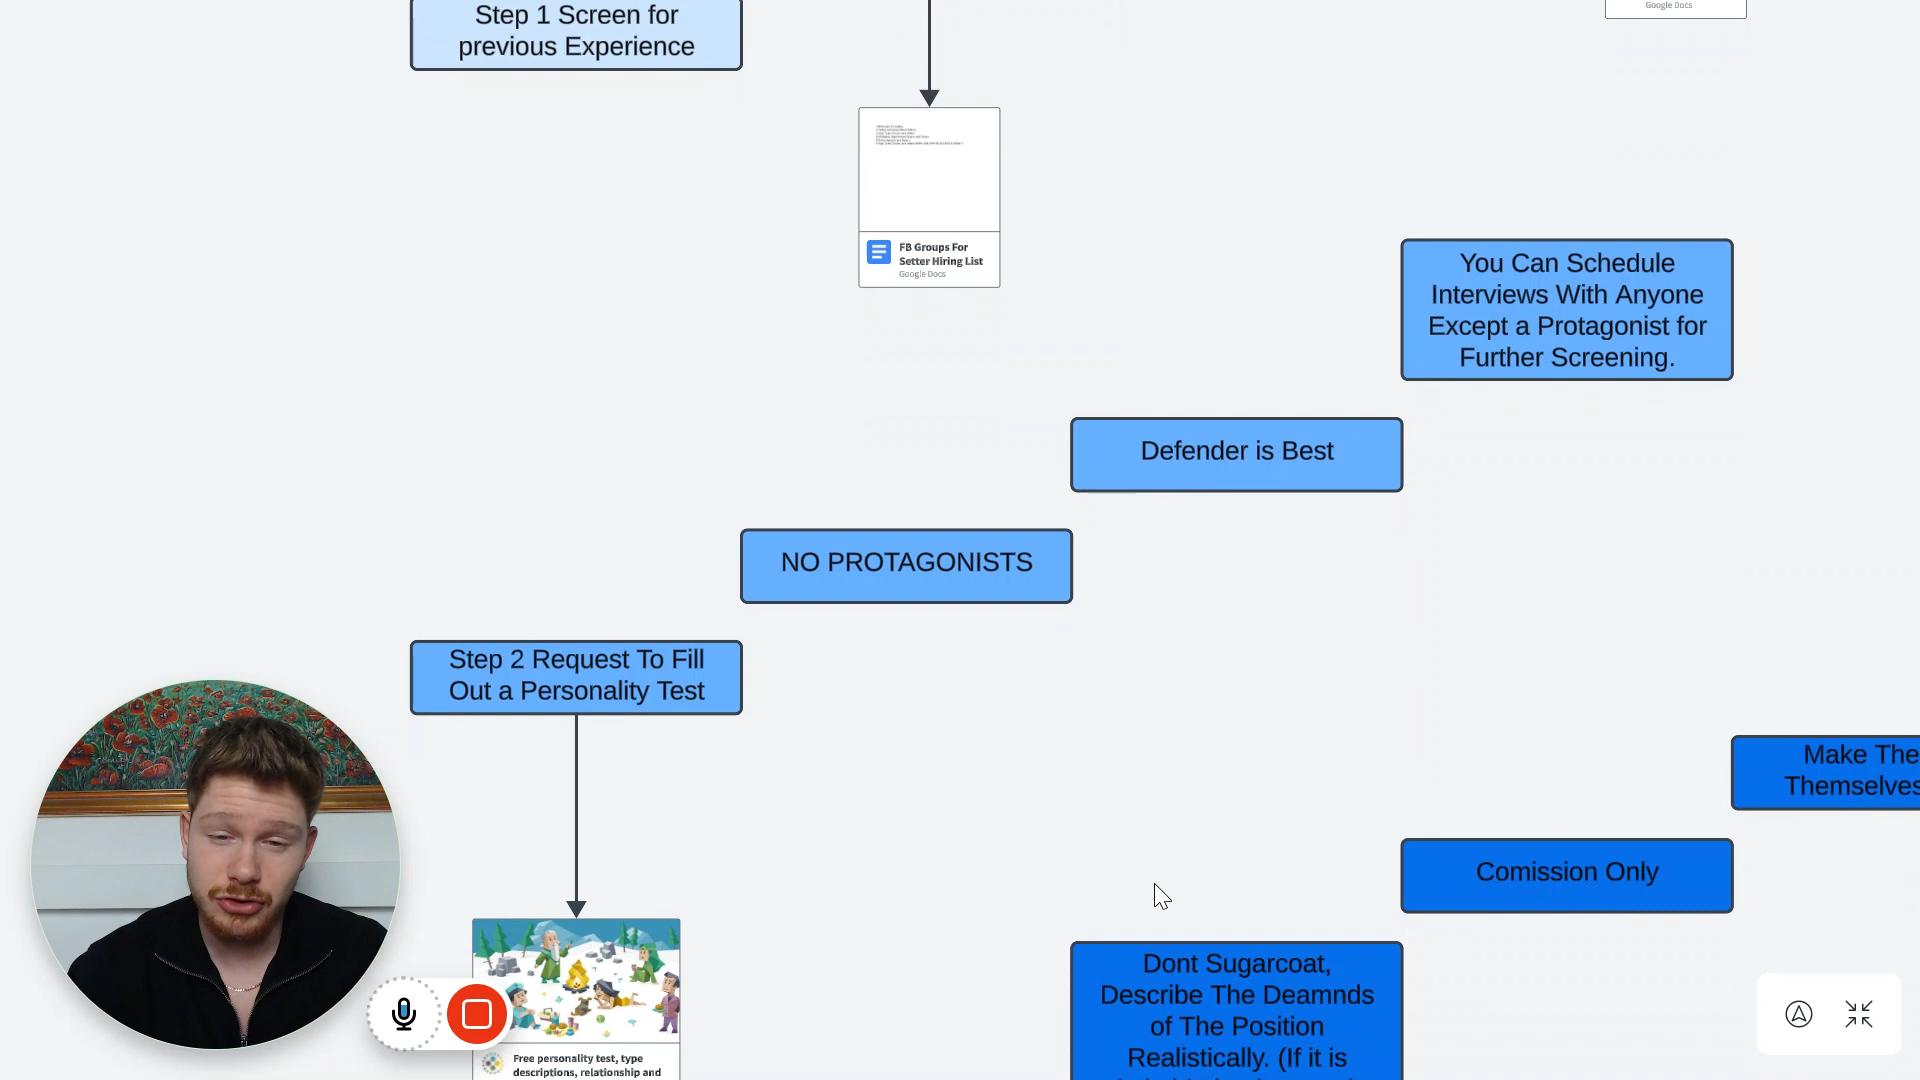 Step 1 Screen for
previous Experience
Google Docs
FB Groups For
Setter Hiring List
Google Docs
You Can Schedule
Interviews With Anyone
Except a Protagonist for
Further Screening.
Defender is Best
NO PROTAGONISTS
Step 2 Request To Fill
Out a Personality Test
Make The
Themselves
Comission Only
Dont Sugarcoat,
Describe The Deamnds
of The Position
Realistically. (If it is
Free personality test, type
descriptions, relationship and